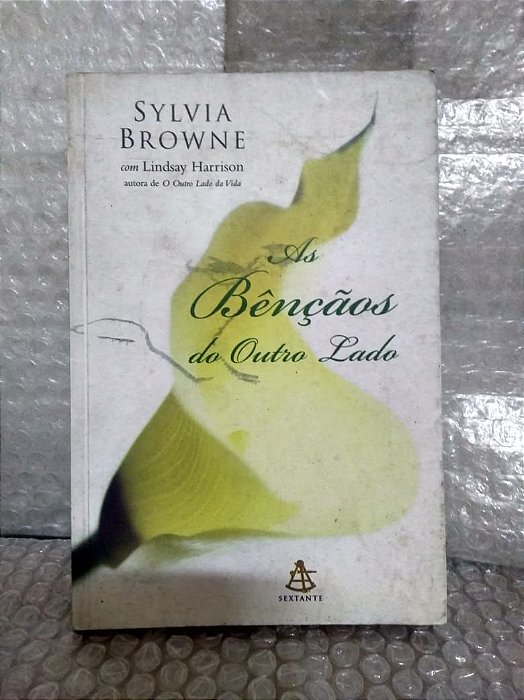 SYLVIA
BROWNE
com Lindsay Harrison
autora de O Outro Lado da Vida
As
Bênçãos
do Outro Lado
SEXTANTE